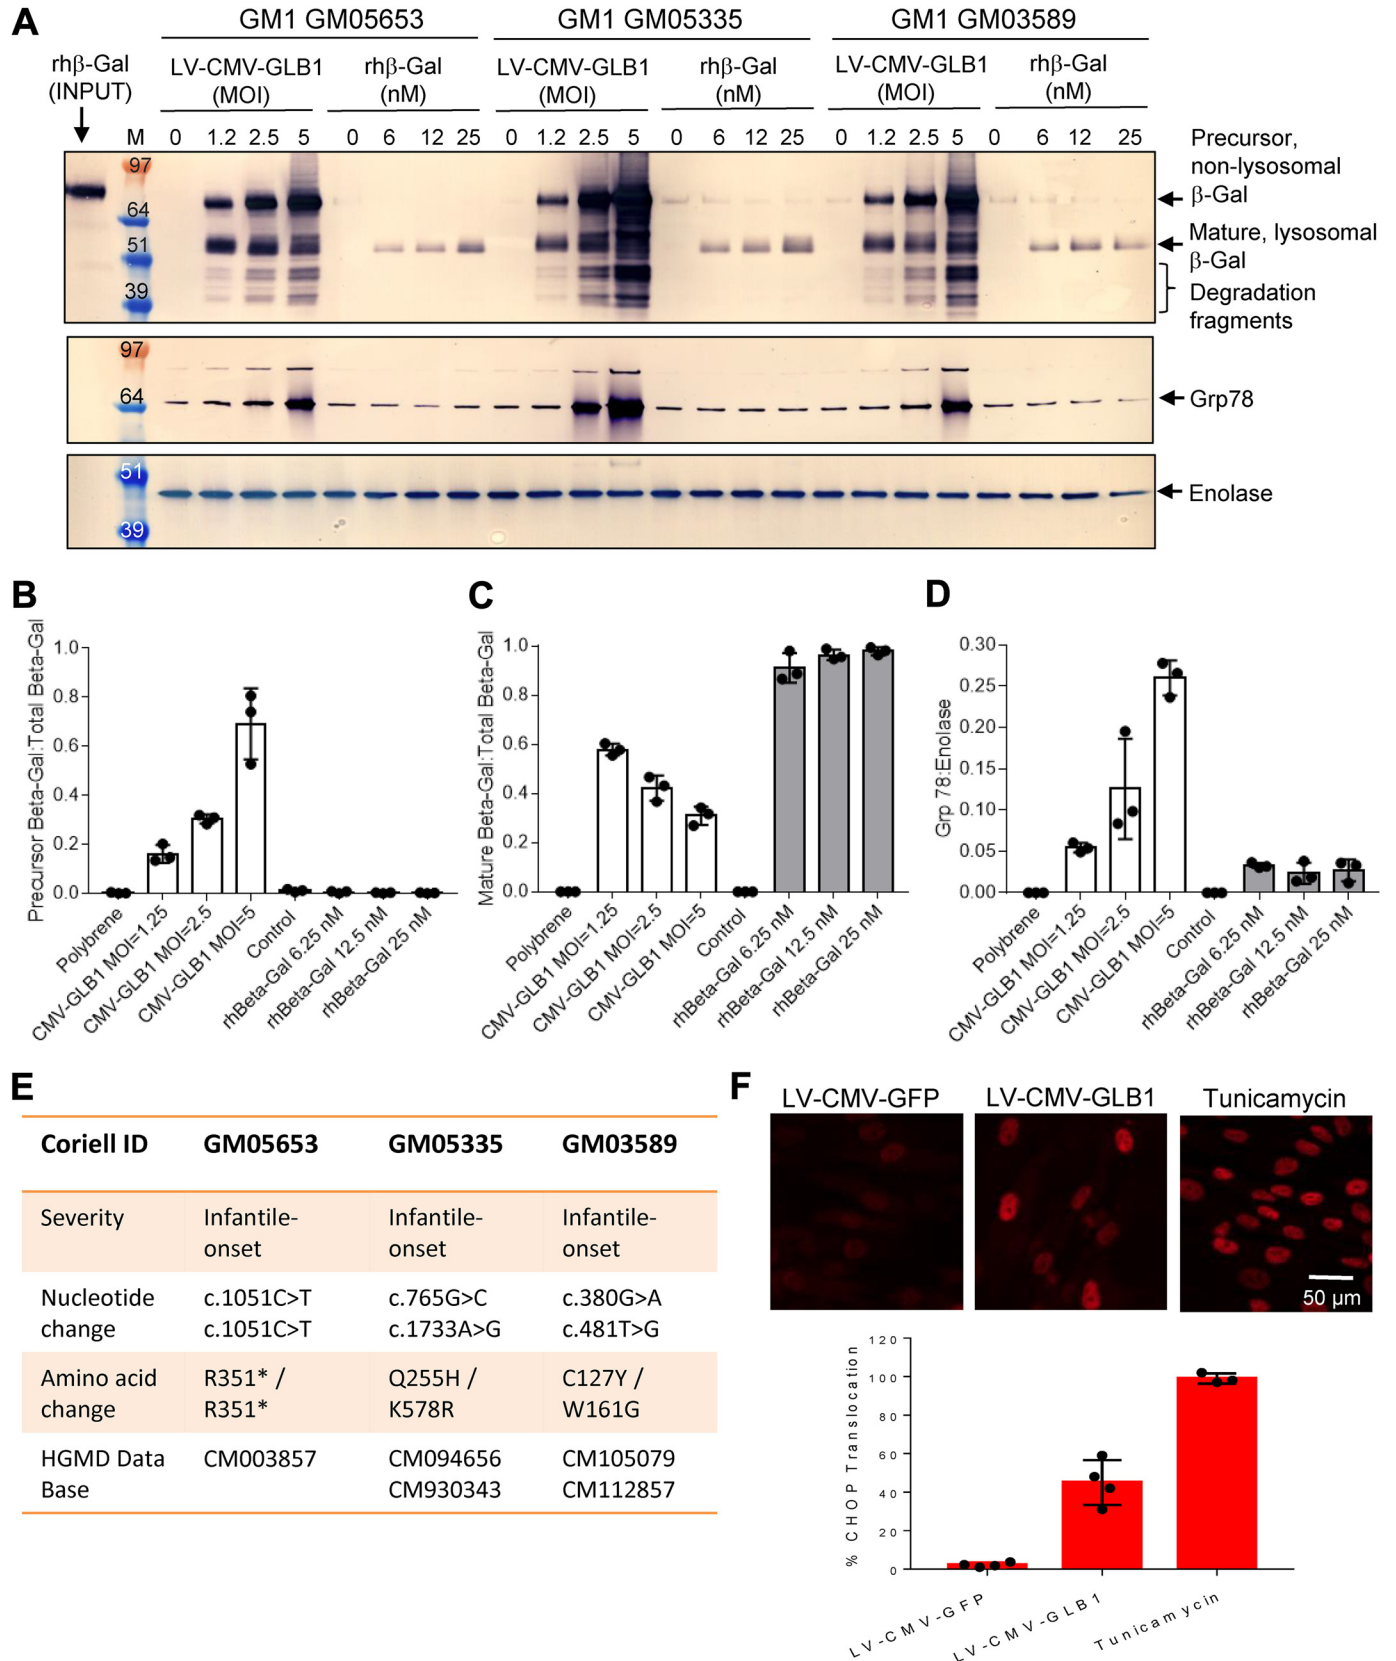 A
GM1 GM05653
GM1 GM05335
GM1 GM03589
rhβ-Gal
(INPUT)
LV-CMV-GLB1
(MOI)
rhβ-Gal
(nM)
LV-CMV-GLB1
(MOI)
rhβ-Gal
(nM)
LV-CMV-GLB1
(MOI)
rhβ-Gal
(nM)
M 0 1.2 2.5 5 0 6 12 25 0 1.2 2.5 5 0 6 12 25 0 1.2 2.5 5 0 6 12 25
97
64
51
39
Precursor,
non-lysosomal
β-Gal
Mature, lysosomal
β-Gal
Degradation
fragments
97
64
Grp78
51
39
Enolase
B
Precursor Beta-Gal:Total Beta-Gal
1.0
0.8
0.6
0.4
0.2
0.0
Polybrene
CMV-GLB1 MOI=1.25
CMV-GLB1 MOI=2.5
CMV-GLB1 MOI=5
Control
rhBeta-Gal 6.25 nM
rhBeta-Gal 12.5 nM
rhBeta-Gal 25 nM
C
Mature Beta-Gal:Total Beta-Gal
1.0
0.8
0.6
0.4
0.2
0.0
Polybrene
CMV-GLB1 MOI=1.25
CMV-GLB1 MOI=2.5
CMV-GLB1 MOI=5
Control
rhBeta-Gal 6.25 nM
rhBeta-Gal 12.5 nM
rhBeta-Gal 25 nM
D
Grp 78:Enolase
0.30
0.25
0.20
0.15
0.10
0.05
0.00
Polybrene
CMV-GLB1 MOI=1.25
CMV-GLB1 MOI=2.5
CMV-GLB1 MOI=5
Control
rhBeta-Gal 6.25 nM
rhBeta-Gal 12.5 nM
rhBeta-Gal 25 nM
E
Coriell ID GM05653 GM05335 GM03589
Severity Infantile- Infantile- Infantile-
onset onset onset
Nucleotide c.1051C>T c.765G>C c.380G>A
change c.1051C>T c.1733A>G c.481T>G
Amino acid R351* / Q255H / C127Y /
change R351* K578R W161G
HGMD Data CM003857 CM094656 CM105079
Base CM930343 CM112857
F
LV-CMV-GFP
LV-CMV-GLB1
Tunicamycin
50 µm
% CHOP Translocation
120
100
80
60
40
20
0
LV-CMV-GFP
LV-CMV-GLB1
Tunicamycin